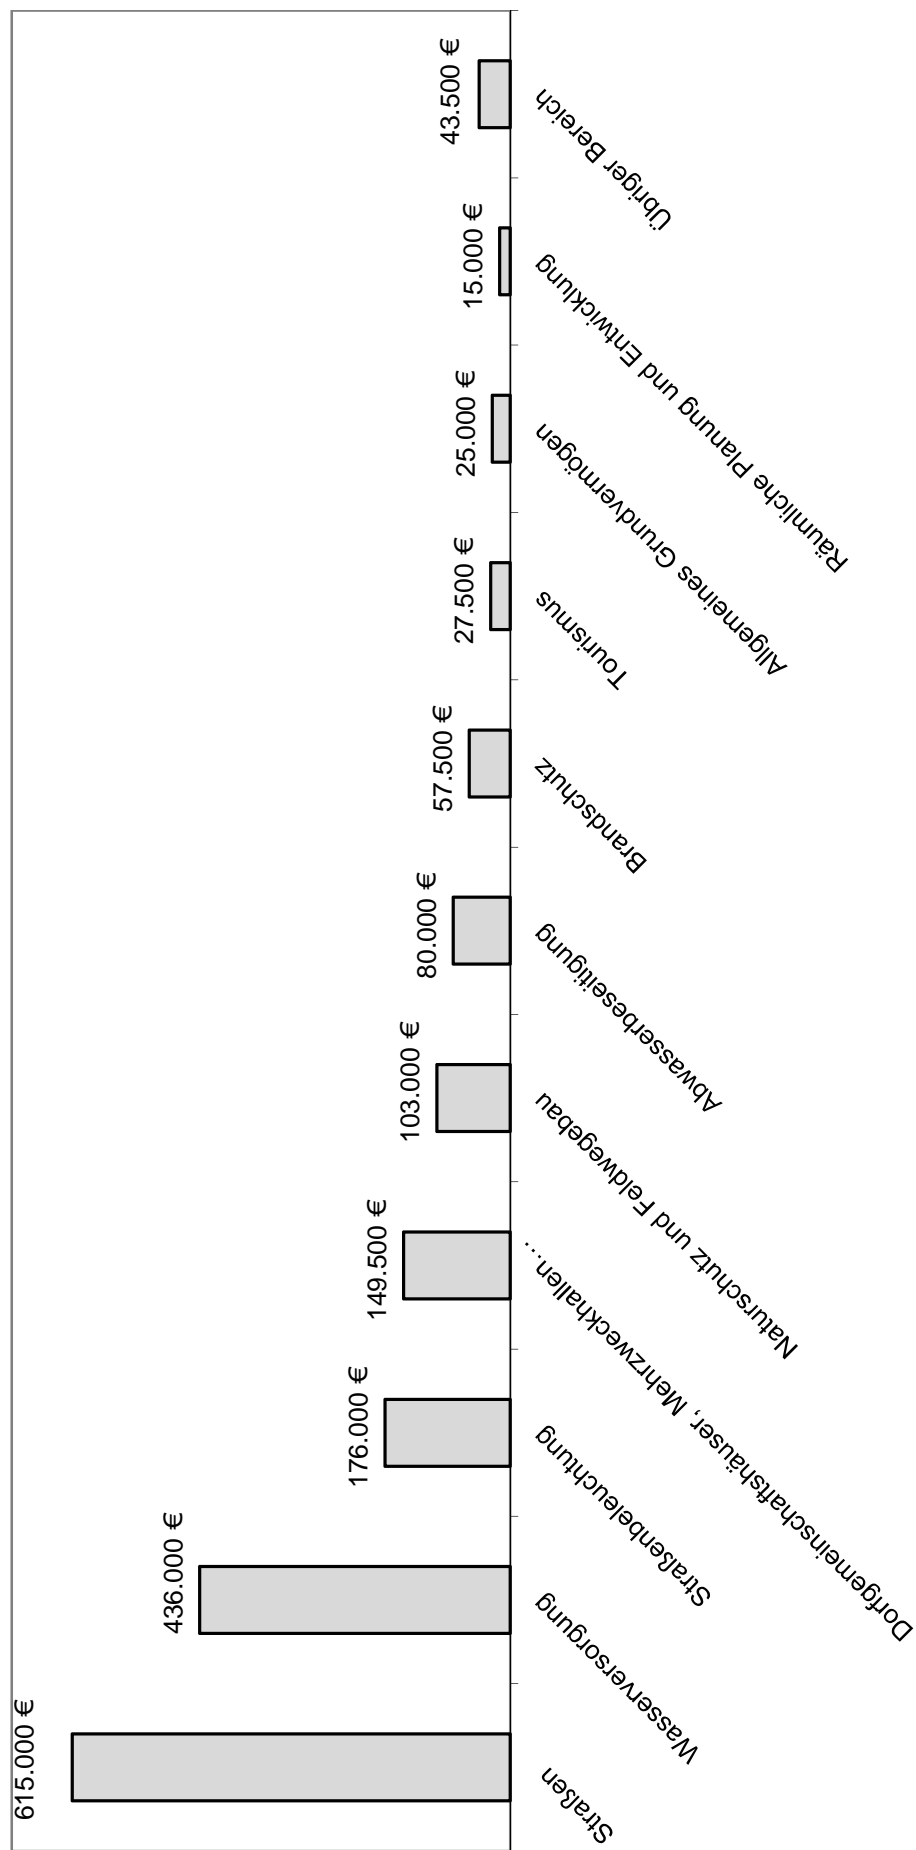 615.000 €
436.000 €
176.000 €
149.500 €
103.000 €
80.000 €
57.500 €
27.500 €
25.000 €
15.000 €
43.500 €
Straßen
Wasserversorgung
Straßenbeleuchtung
Dorfgemeinschaftshäuser, Mehrzweckhallen…
Naturschutz und Feldwegebau
Abwasserbeseitigung
Brandschutz
Tourismus
Allgemeines Grundvermögen
Räumliche Planung und Entwicklung
Übriger Bereich